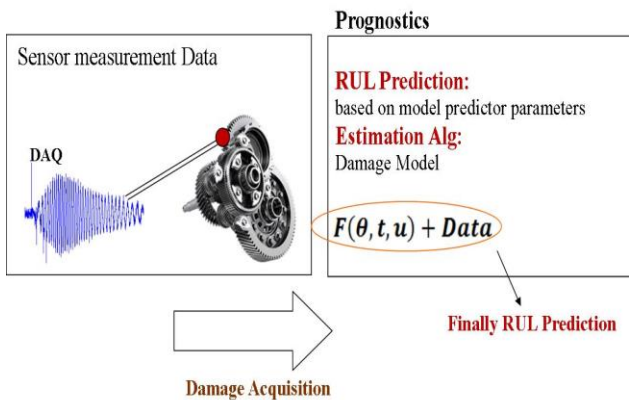 Prognostics
Sensor measurement Data
DAQ
RUL Prediction:
based on model predictor parameters
Estimation Alg:
Damage Model
F(θ,t,u) + Data
Finally RUL Prediction
Damage Acquisition